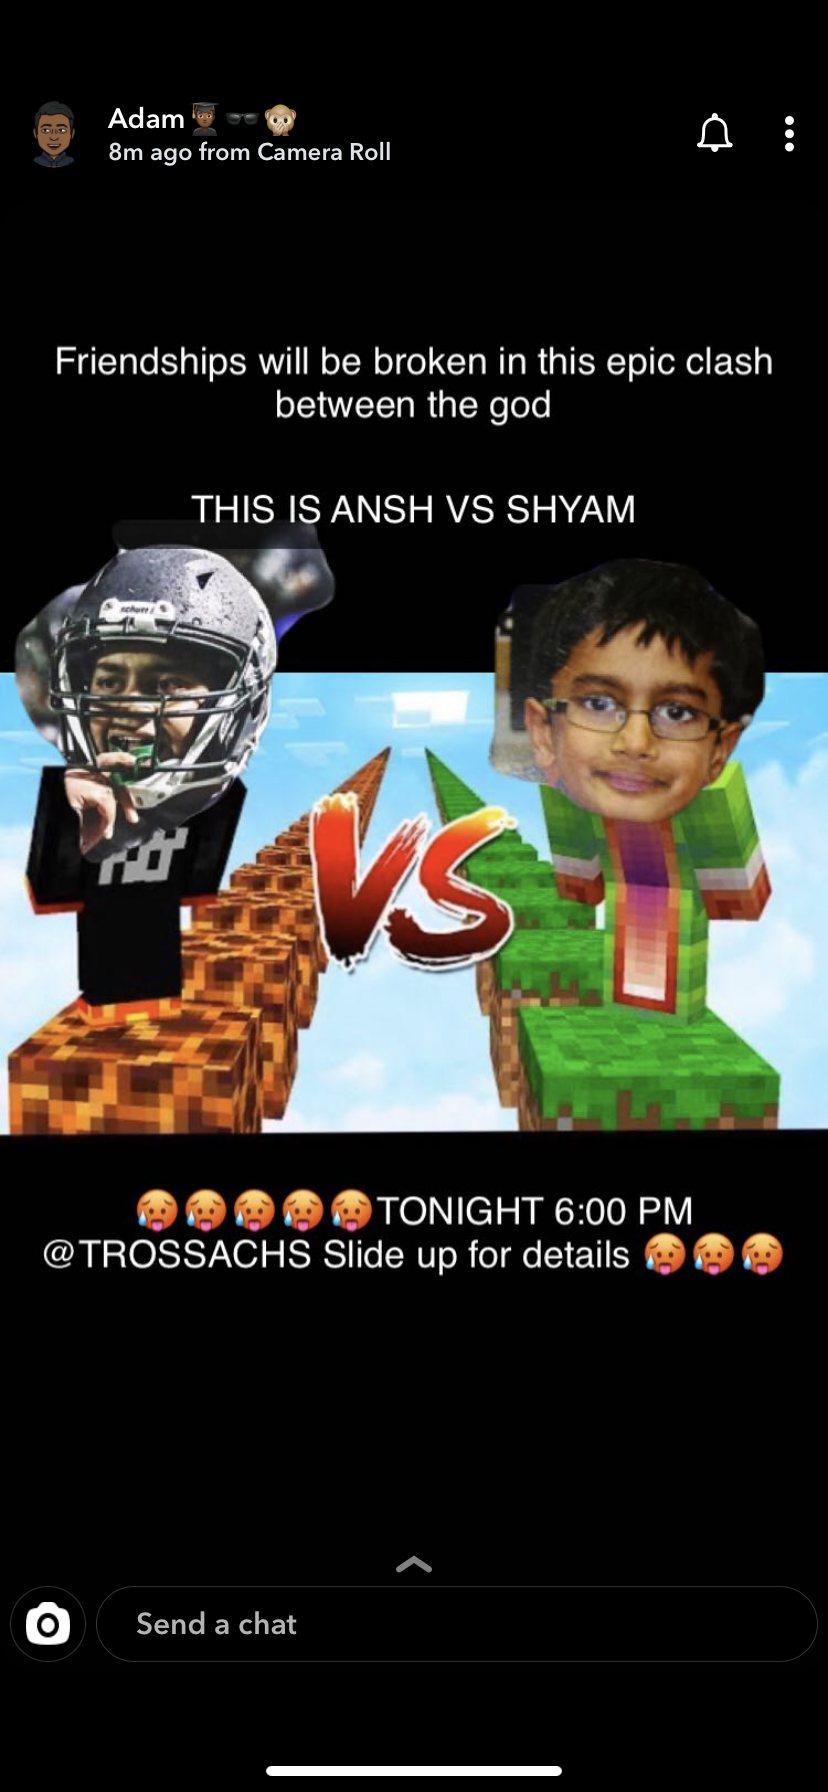 Adam 👨🏾‍🎓🕶️🙊
8m ago from Camera Roll
Friendships will be broken in this epic clash
between the god
THIS IS ANSH VS SHYAM
schutt
VS
🥵🥵🥵🥵🥵TONIGHT 6:00 PM
@TROSSACHS Slide up for details 🥵🥵🥵
Send a chat